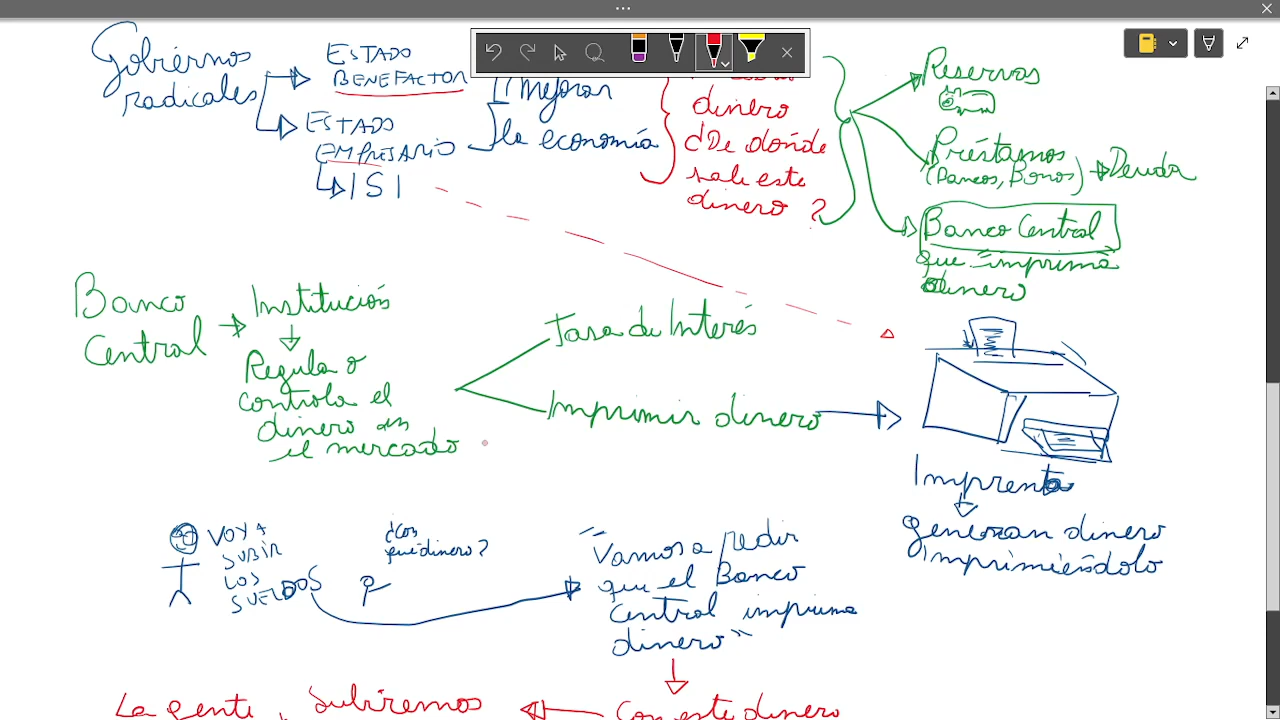 Gobiérnos
radicales
ESTADO
BENEFACTOR
ESTADO
EMPRESARIO
ISI
Mejorar
la economía
dinero
¿De dónde
sale este
dinero?
Reservas
Préstamos
(Bancos, Bonos) Deuda
Banco Central
que "imprima
dinero
Banco
Central
Institución
Regula o
controla el
dinero en
el mercado
Tasa de Interés
Imprimir dinero
Imprenta
generan dinero
imprimiéndolo
VOY A
SUBIR
LOS
SUELDOS
¿Con
qué dinero?
"Vamos a pedir
que el Banco
Central imprima
dinero"
Con este dinero
Subiremos
La gente